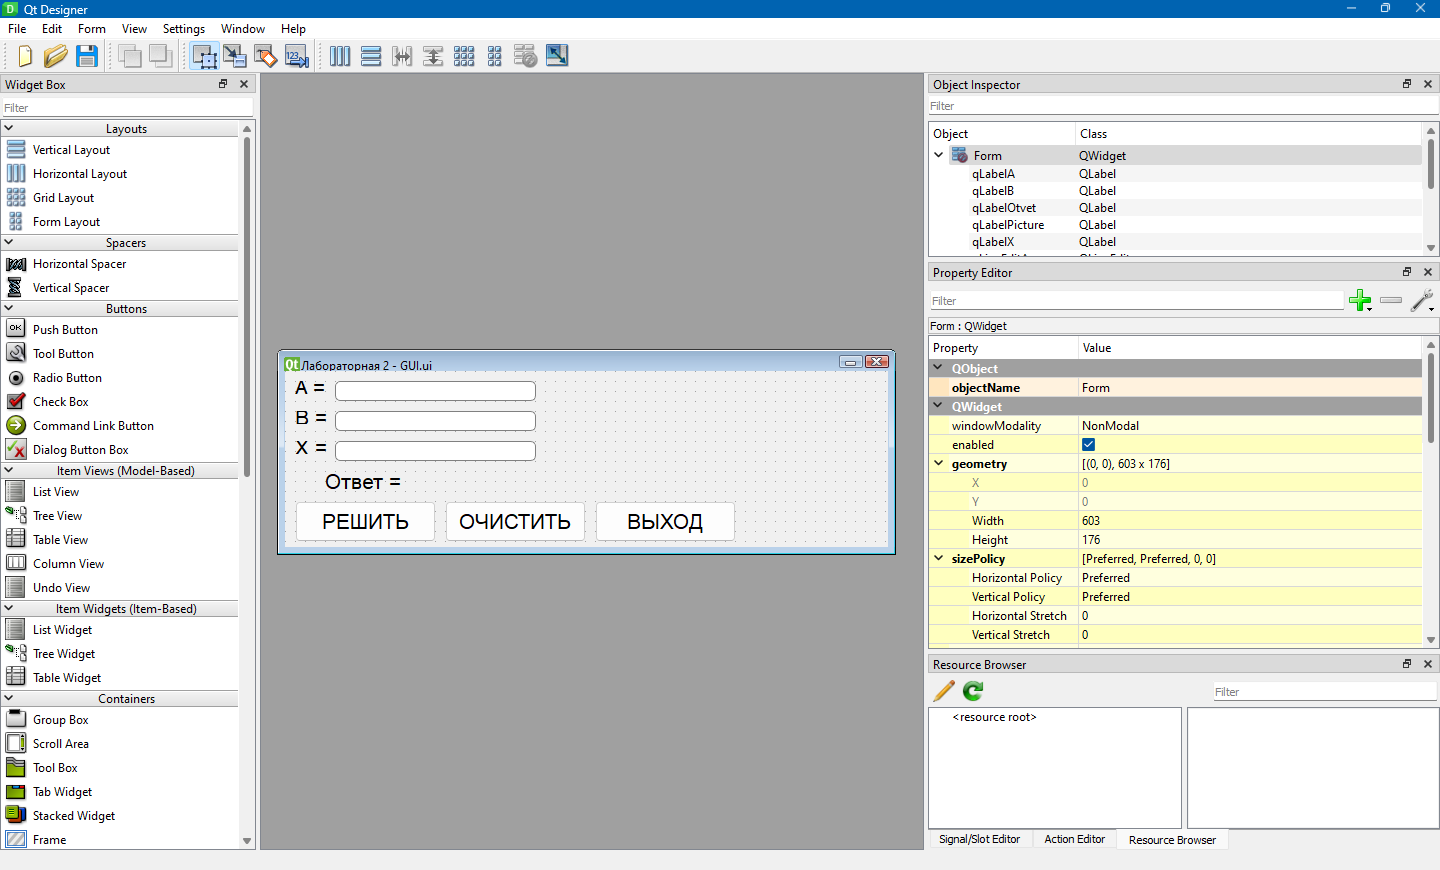 Qt Designer
File Edit Form View Settings Window Help
Widget Box
Filter
Layouts
Vertical Layout
Horizontal Layout
Grid Layout
Form Layout
Spacers
Horizontal Spacer
Vertical Spacer
Buttons
Push Button
Tool Button
Radio Button
Check Box
Command Link Button
Dialog Button Box
Item Views (Model-Based)
List View
Tree View
Table View
Column View
Undo View
Item Widgets (Item-Based)
List Widget
Tree Widget
Table Widget
Containers
Group Box
Scroll Area
Tool Box
Tab Widget
Stacked Widget
Frame
Лабораторная 2 - GUI.ui
A =
B =
X =
Ответ =
РЕШИТЬ ОЧИСТИТЬ ВЫХОД
Object Inspector
Filter
Object Class
Form QWidget
qLabelA QLabel
qLabelB QLabel
qLabelOtvet QLabel
qLabelPicture QLabel
qLabelX QLabel
Property Editor
Filter
Form : QWidget
Property Value
QObject
objectName Form
QWidget
windowModality NonModal
enabled
geometry [(0, 0), 603 x 176]
X 0
Y 0
Width 603
Height 176
sizePolicy [Preferred, Preferred, 0, 0]
Horizontal Policy Preferred
Vertical Policy Preferred
Horizontal Stretch 0
Vertical Stretch 0
Resource Browser
Filter
<resource root>
Signal/Slot Editor Action Editor Resource Browser